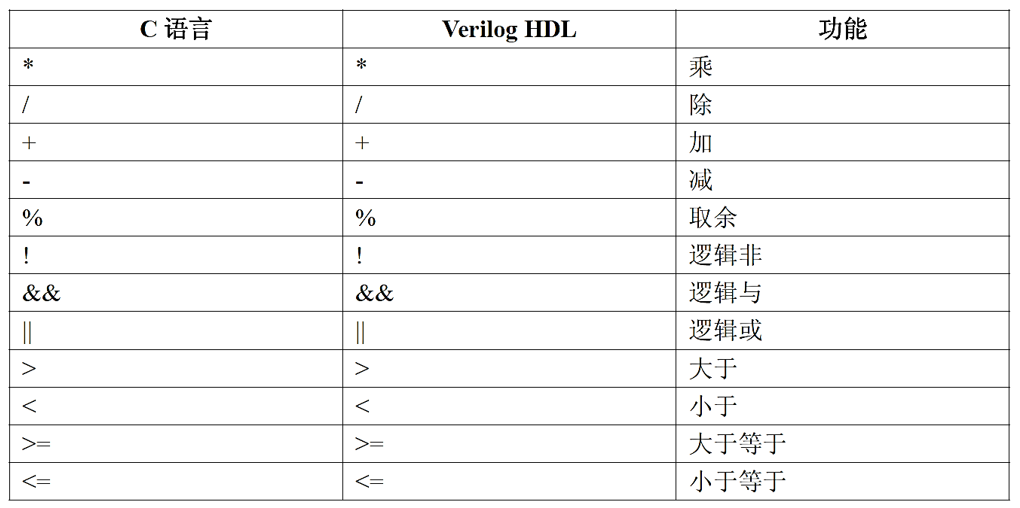 C 语言 Verilog HDL 功能
* * 乘
/ / 除
+ + 加
- - 减
% % 取余
! ! 逻辑非
&& && 逻辑与
|| || 逻辑或
> > 大于
< < 小于
>= >= 大于等于
<= <= 小于等于